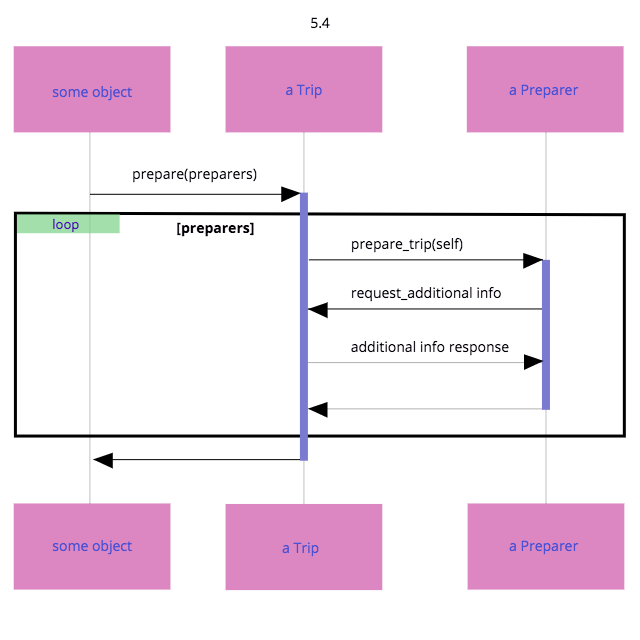 5.4
some object
a Trip
a Preparer
prepare(preparers)
loop
[preparers]
prepare_trip(self)
request_additional info
additional info response
some object
a Trip
a Preparer